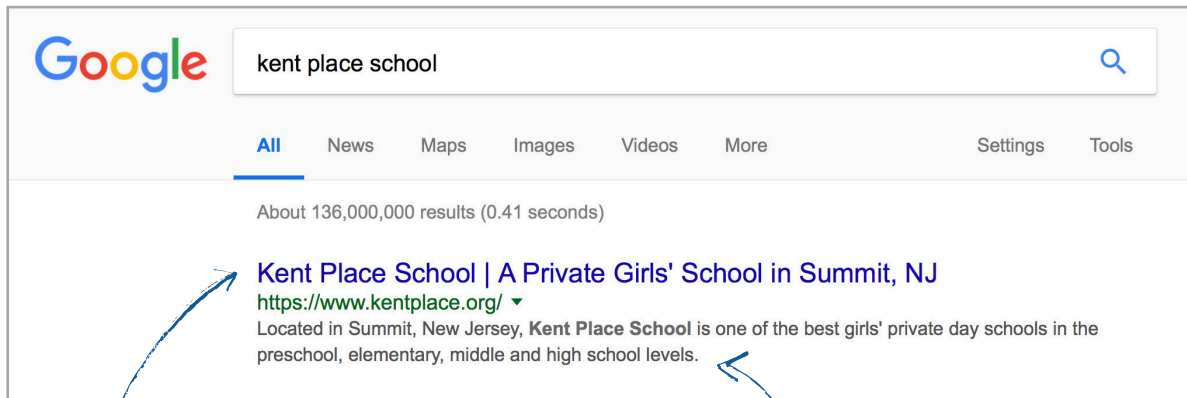 Google
kent place school
All News Maps Images Videos More Settings Tools
About 136,000,000 results (0.41 seconds)
Kent Place School | A Private Girls' School in Summit, NJ
https://www.kentplace.org/
Located in Summit, New Jersey, Kent Place School is one of the best girls' private day schools in the
preschool, elementary, middle and high school levels.